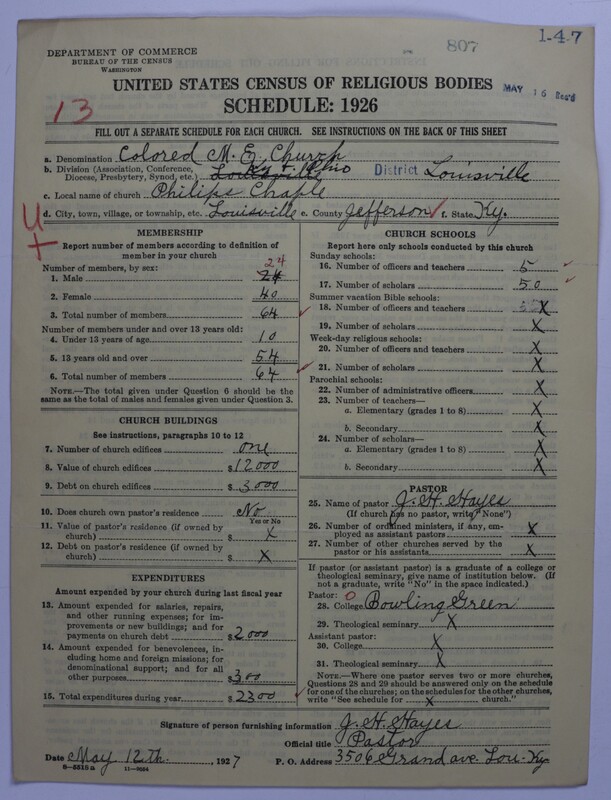 807
1-4-7
DEPARTMENT OF COMMERCE
BUREAU OF THE CENSUS
WASHINGTON
UNITED STATES CENSUS OF RELIGIOUS BODIES
MAY 16 Rec'd
SCHEDULE: 1926
13
FILL OUT A SEPARATE SCHEDULE FOR EACH CHURCH. SEE INSTRUCTIONS ON THE BACK OF THIS SHEET
a. Denomination Colored M. E. Church
b. Division (Association, Conference, Diocese, Presbytery, Synod, etc.) Louisville District Louisville
c. Local name of church Philips Chaple
d. City, town, village, or township, etc. Louisville e. County Jefferson f. State Ky.
U
+
MEMBERSHIP
Report number of members according to definition of
member in your church
Number of members, by sex:
24
1. Male 24
2. Female 40
3. Total number of members 64
Number of members under and over 13 years old:
4. Under 13 years of age 10
5. 13 years old and over 54
6. Total number of members 64
NOTE.—The total given under Question 6 should be the
same as the total of males and females given under Question 3.
CHURCH BUILDINGS
See instructions, paragraphs 10 to 12
7. Number of church edifices one
8. Value of church edifices $12000
9. Debt on church edifices $3000
10. Does church own pastor's residence No
Yes or No
11. Value of pastor's residence (if owned by
church) $ X
12. Debt on pastor's residence (if owned by
church) $ X
EXPENDITURES
Amount expended by your church during last fiscal year
13. Amount expended for salaries, repairs,
and other running expenses; for im-
provements or new buildings; and for
payments on church debt $2000
14. Amount expended for benevolences, in-
cluding home and foreign missions; for
denominational support; and for all
other purposes $300
15. Total expenditures during year $2300
CHURCH SCHOOLS
Report here only schools conducted by this church
Sunday schools:
16. Number of officers and teachers 5
17. Number of scholars 50
Summer vacation Bible schools:
18. Number of officers and teachers X
19. Number of scholars X
Week-day religious schools:
20. Number of officers and teachers X
21. Number of scholars X
Parochial schools:
22. Number of administrative officers X
23. Number of teachers—
a. Elementary (grades 1 to 8) X
b. Secondary X
24. Number of scholars—
a. Elementary (grades 1 to 8) X
b. Secondary X
PASTOR
25. Name of pastor J. H. Hayes
(If church has no pastor, write "None")
26. Number of ordained ministers, if any, em-
ployed as assistant pastors X
27. Number of other churches served by the
pastor or his assistants X
If pastor (or assistant pastor) is a graduate of a college or
theological seminary, give name of institution below. (If
not a graduate, write "No" in the space indicated.)
Pastor: O
28. College Bowling Green
29. Theological seminary X
Assistant pastor:
30. College X
31. Theological seminary X
NOTE.—Where one pastor serves two or more churches,
Questions 28 and 29 should be answered only on the schedule
for one of the churches; on the schedules for the other churches,
write "See schedule for X church."
Signature of person furnishing information J. H. Hayes
Official title Pastor
Date May 12th, 1927 P. O. Address 3506 Grand ave. Lou. Ky.
8—5318a 11—8634